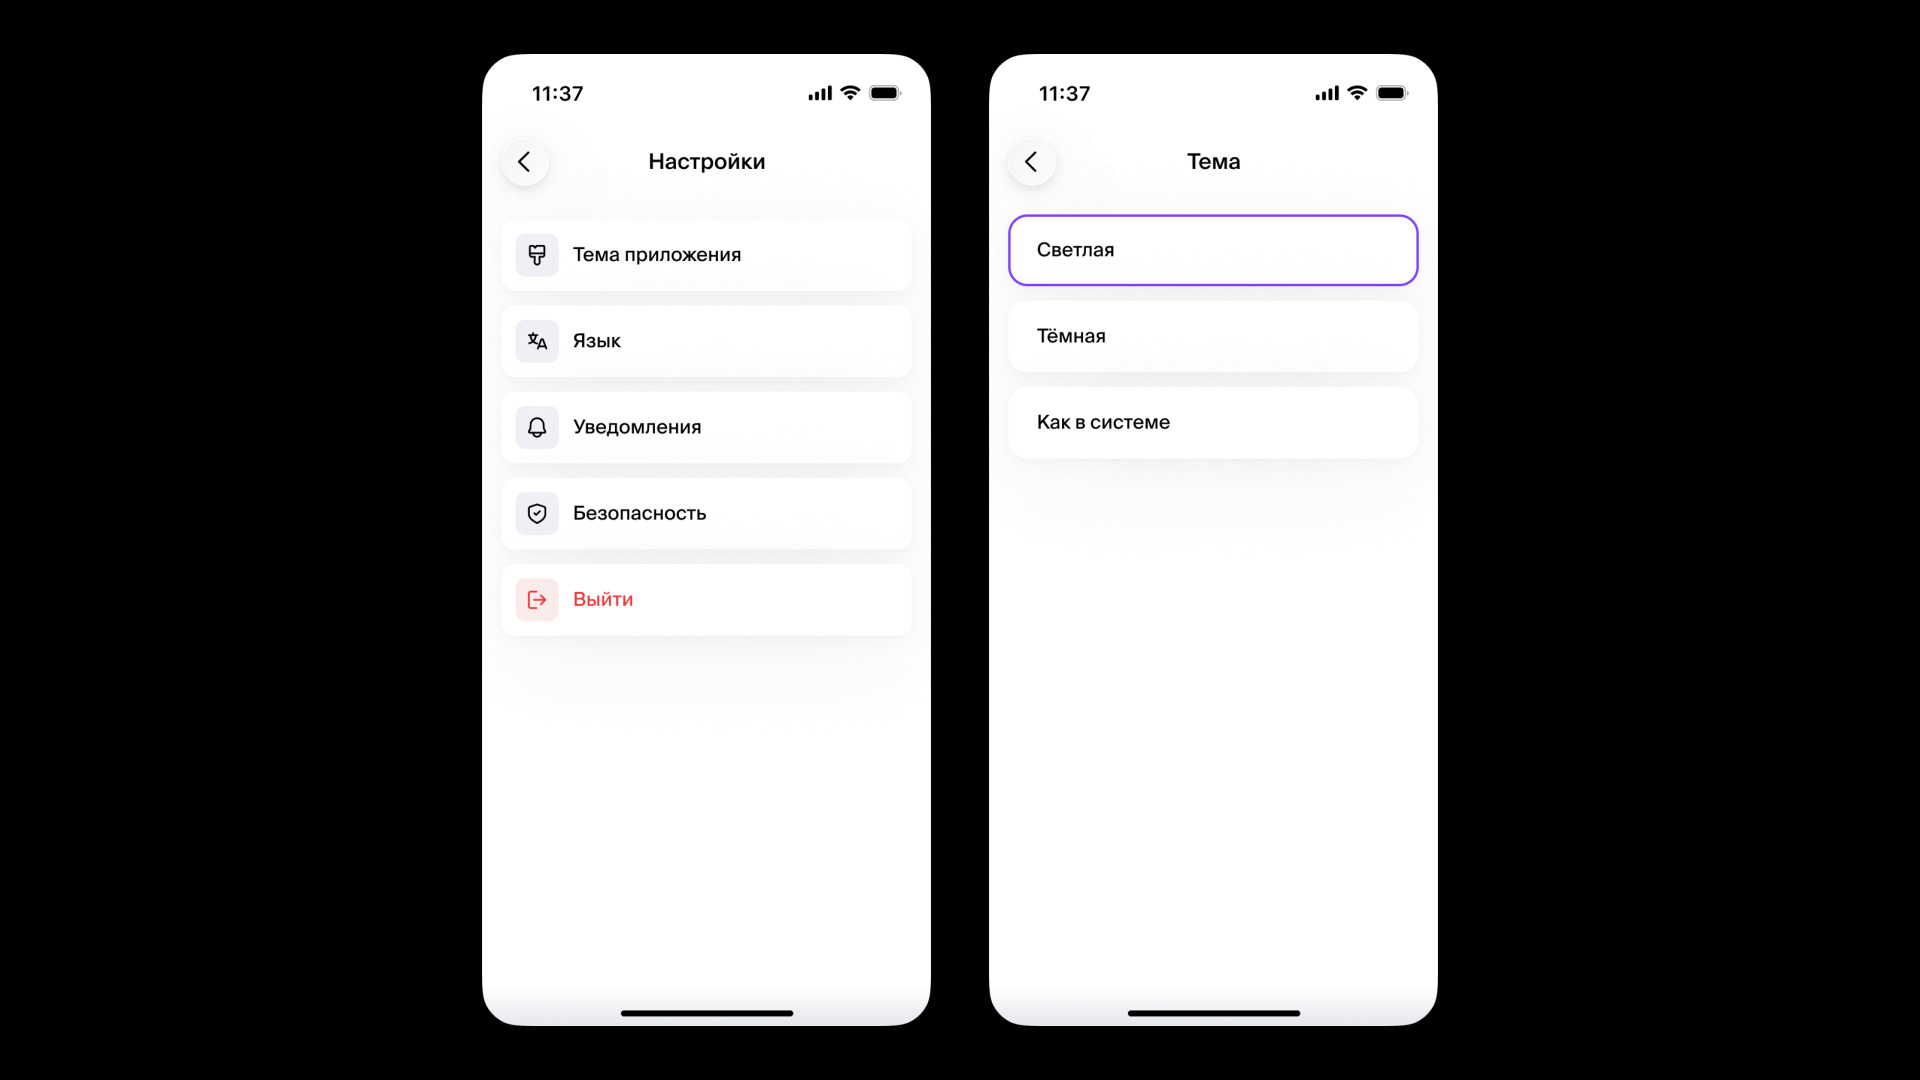 11:37
Настройки
Тема приложения
Язык
Уведомления
Безопасность
Выйти
11:37
Тема
Светлая
Тёмная
Как в системе